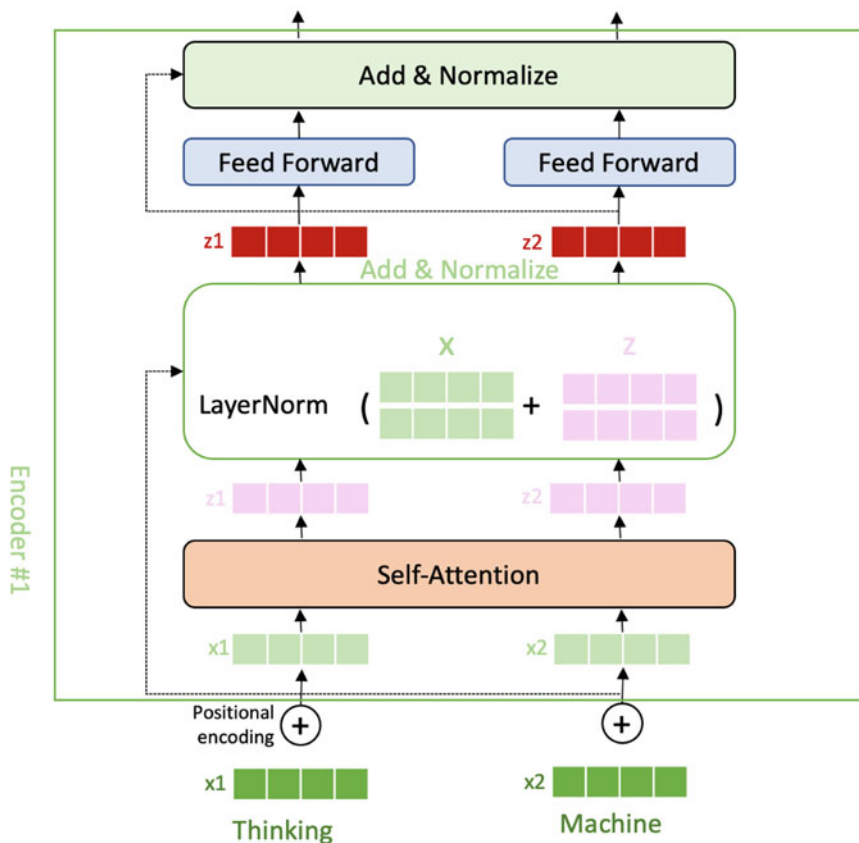 Add & Normalize
Feed Forward
Feed Forward
z1
z2
Add & Normalize
X
Z
LayerNorm ( + )
z1
z2
Encoder #1
Self-Attention
x1
x2
Positional
encoding
+
+
x1
x2
Thinking
Machine